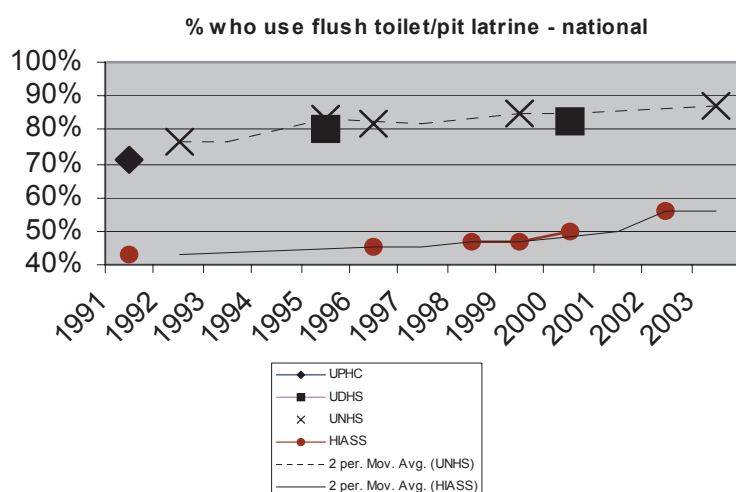 % who use flush toilet/pit latrine - national
100%
90%
80%
70%
60%
50%
40%
1991
1992
1993
1994
1995
1996
1997
1998
1999
2000
2001
2002
2003
UPHC
UDHS
UNHS
HIASS
2 per. Mov. Avg. (UNHS)
2 per. Mov. Avg. (HIASS)